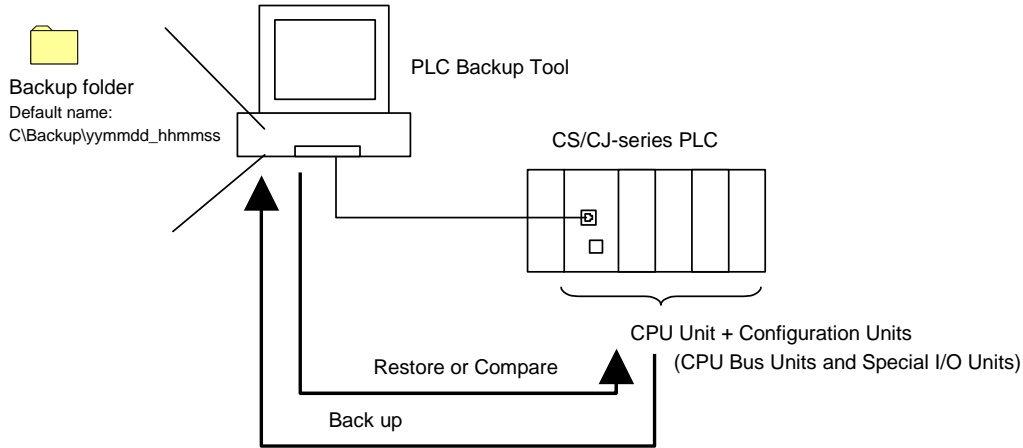 Backup folder
Default name:
C\Backup\yymmdd_hhmmss
PLC Backup Tool
CS/CJ-series PLC
CPU Unit + Configuration Units
(CPU Bus Units and Special I/O Units)
Restore or Compare
Back up